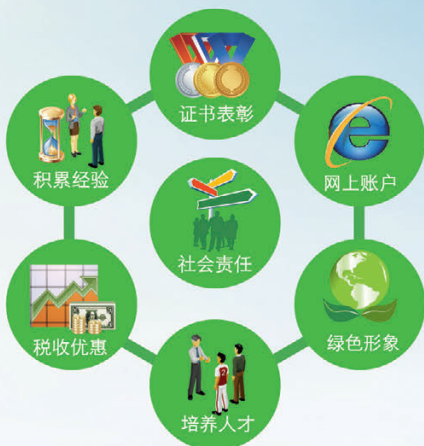 证书表彰
积累经验
网上账户
社会责任
税收优惠
绿色形象
培养人才